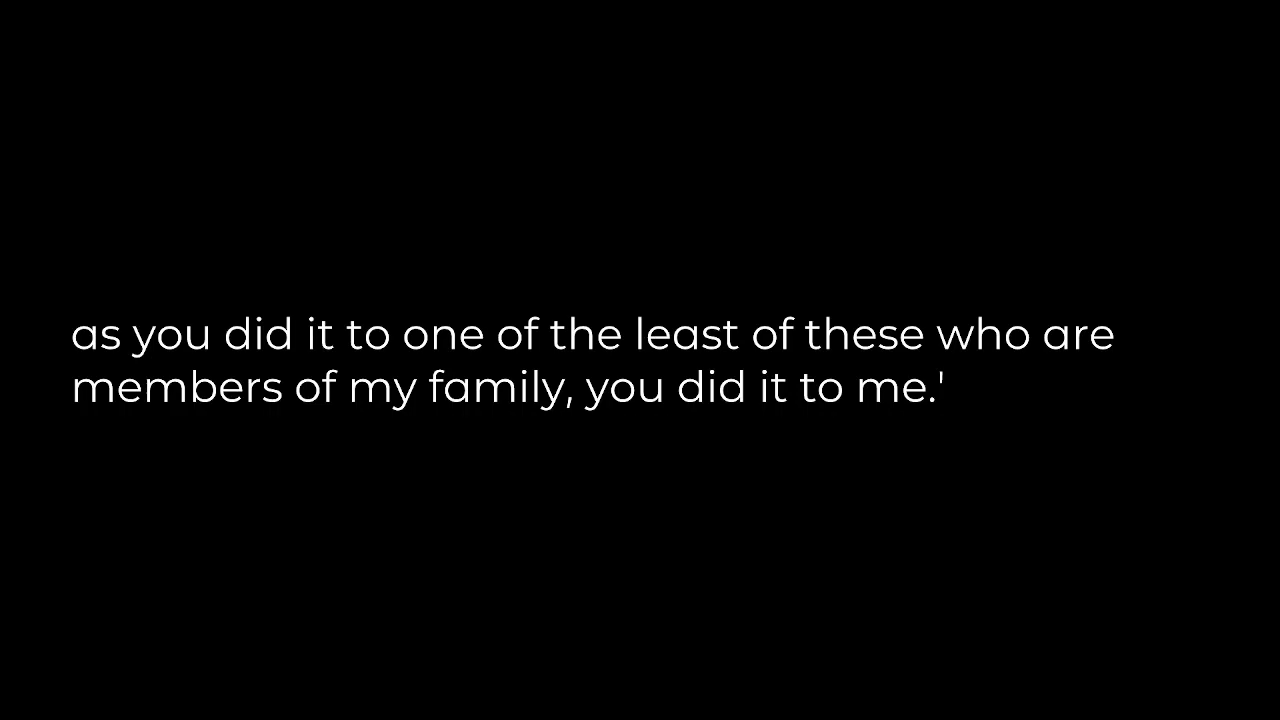 as you did it to one of the least of these who are
members of my family, you did it to me.'